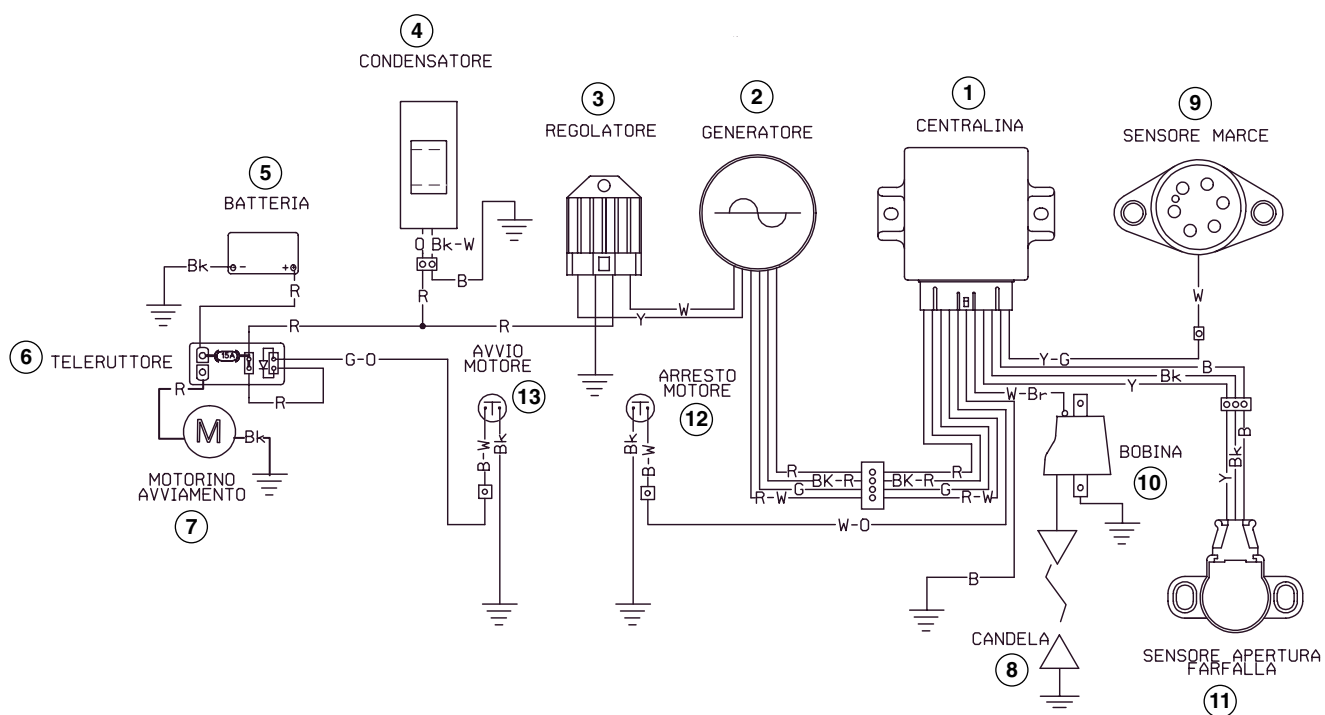 4
CONDENSATORE
3
REGOLATORE
2
GENERATORE
1
CENTRALINA
9
SENSORE MARCE
5
BATTERIA
O Bk-W
Bk
- +
R
R
B
W
W
Y
R
R
6
TELERUTTORE
15A
G-O
AVVIO
MOTORE
13
ARRESTO
MOTORE
12
Y-G
B
Bk
Y
W-Br
R
R
M
Bk
MOTORINO
AVVIAMENTO
7
B-W
Bk
Bk
B-W
R
BK-R
G
R-W
R
BK-R
G
R-W
W-O
BOBINA
10
Y
Bk
B
B
CANDELA
8
SENSORE APERTURA
FARFALLA
11